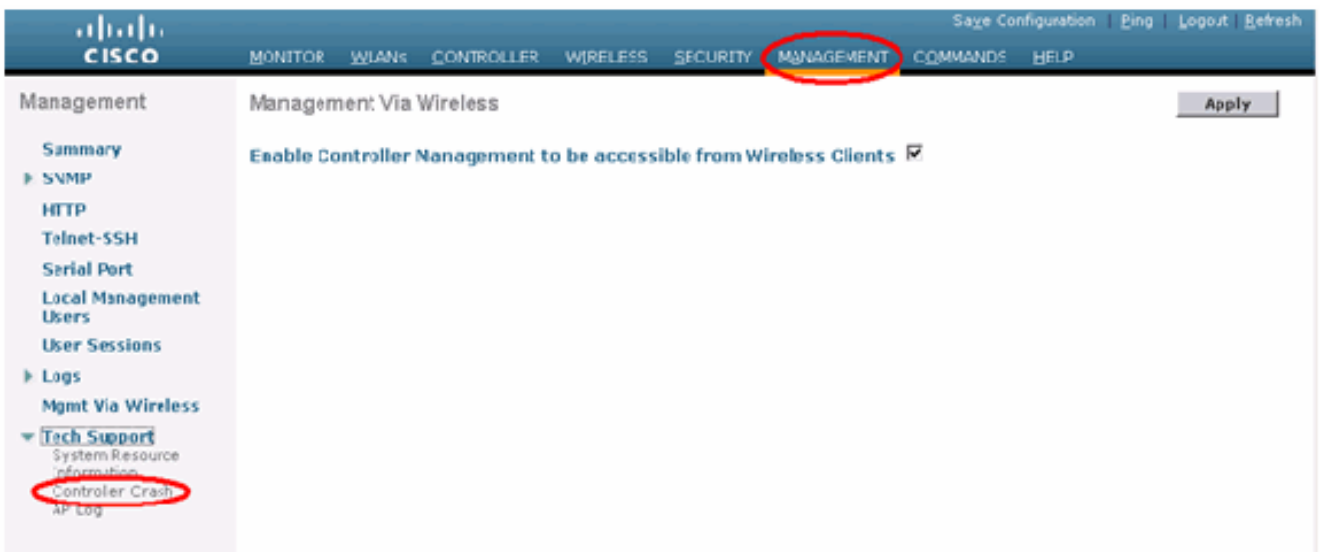 Save Configuration | Ping | Logout | Refresh
CISCO
MONITOR WLANs CONTROLLER WIRELESS SECURITY MANAGEMENT COMMANDS HELP
Management
Management Via Wireless
Apply
Summary
Enable Controller Management to be accessible from Wireless Clients
SNMP
HTTP
Telnet-SSH
Serial Port
Local Management
Users
User Sessions
Logs
Mgmt Via Wireless
Tech Support
System Resource
Information
Controller Crash
AP Log